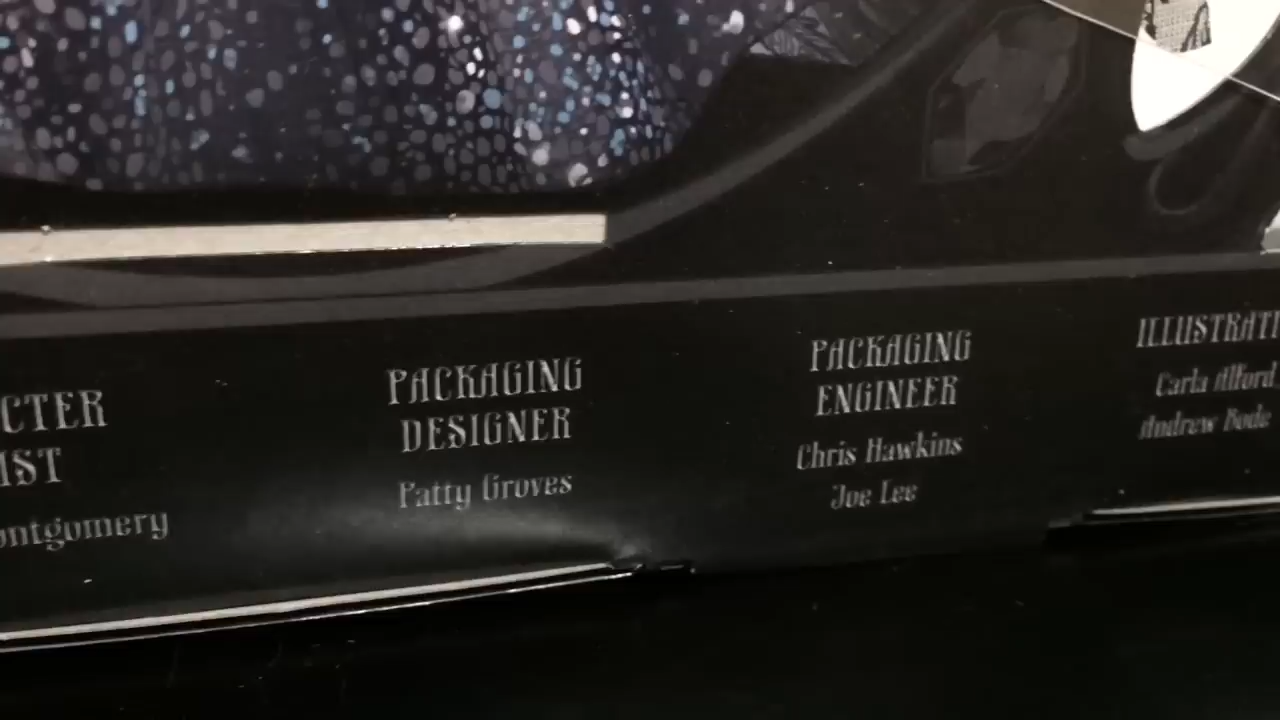 CTER
IST
ontgomery
PACKAGING
DESIGNER
Patty Groves
PACKAGING
ENGINEER
Chris Hawkins
Joe Lee
ILLUSTRATI
Carla Alford
Andrew Bode